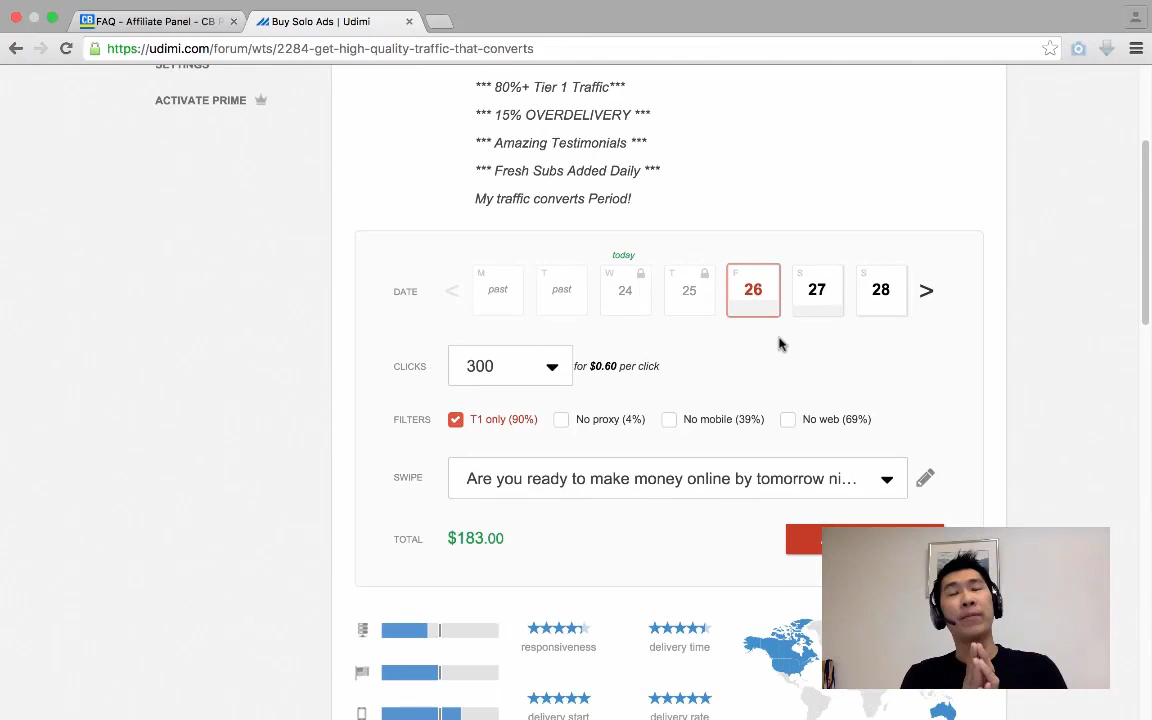 FAQ - Affiliate Panel - CB P
Buy Solo Ads | Udimi
https://udimi.com/forum/wts/2284-get-high-quality-traffic-that-converts
SETTINGS
ACTIVATE PRIME
*** 80%+ Tier 1 Traffic***
*** 15% OVERDELIVERY ***
*** Amazing Testimonials ***
*** Fresh Subs Added Daily ***
My traffic converts Period!
today
DATE
<
M
past
T
past
W
24
T
25
F
26
S
27
S
28
>
CLICKS
300
for $0.60 per click
FILTERS
T1 only (90%)
No proxy (4%)
No mobile (39%)
No web (69%)
SWIPE
Are you ready to make money online by tomorrow ni...
TOTAL
$183.00
responsiveness
delivery time
delivery start
delivery rate